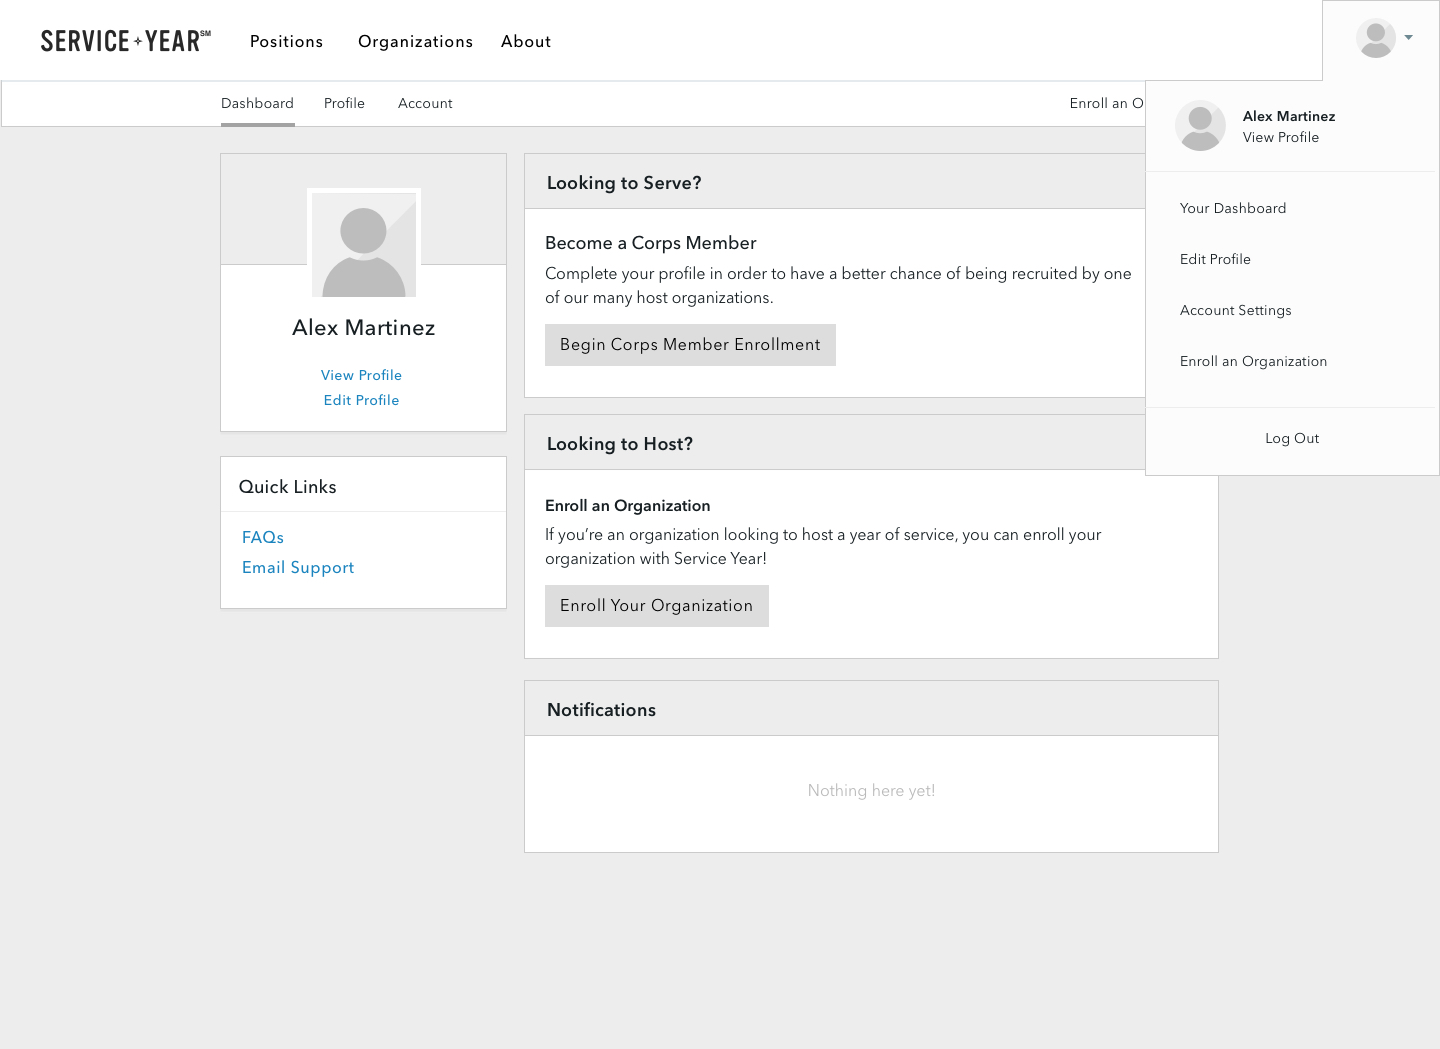 SERVICE YEAR℠
Positions
Organizations
About
Dashboard
Profile
Account
Enroll an O
Alex Martinez
View Profile
Your Dashboard
Edit Profile
Account Settings
Enroll an Organization
Log Out
Alex Martinez
View Profile
Edit Profile
Quick Links
FAQs
Email Support
Looking to Serve?
Become a Corps Member
Complete your profile in order to have a better chance of being recruited by one
of our many host organizations.
Begin Corps Member Enrollment
Looking to Host?
Enroll an Organization
If you’re an organization looking to host a year of service, you can enroll your
organization with Service Year!
Enroll Your Organization
Notifications
Nothing here yet!